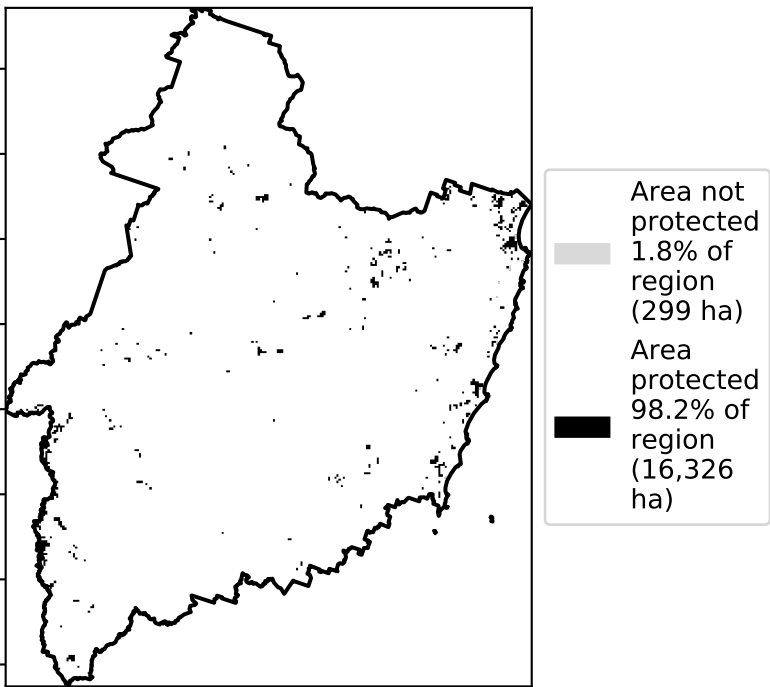 Area not
protected
1.8% of
region
(299 ha)
Area
protected
98.2% of
region
(16,326
ha)